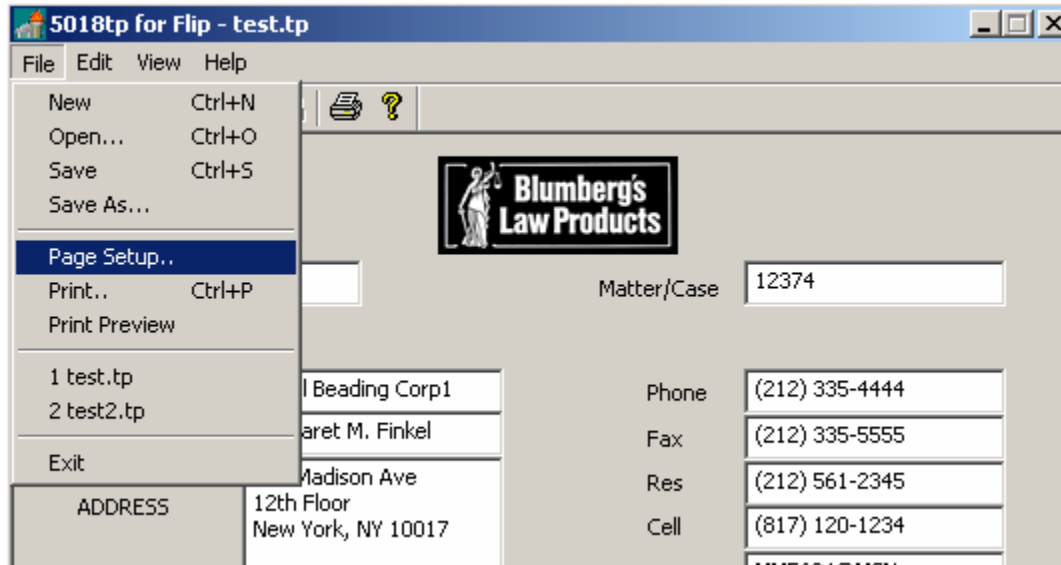 5018tp for Flip - test.tp
File Edit View Help
New Ctrl+N
Open... Ctrl+O
Save Ctrl+S
Save As...
Page Setup..
Print.. Ctrl+P
Print Preview
1 test.tp
2 test2.tp
Exit
Blumberg's
Law Products
Matter/Case 12374
l Beading Corp1
aret M. Finkel
ADDRESS
Madison Ave
12th Floor
New York, NY 10017
Phone (212) 335-4444
Fax (212) 335-5555
Res (212) 561-2345
Cell (817) 120-1234